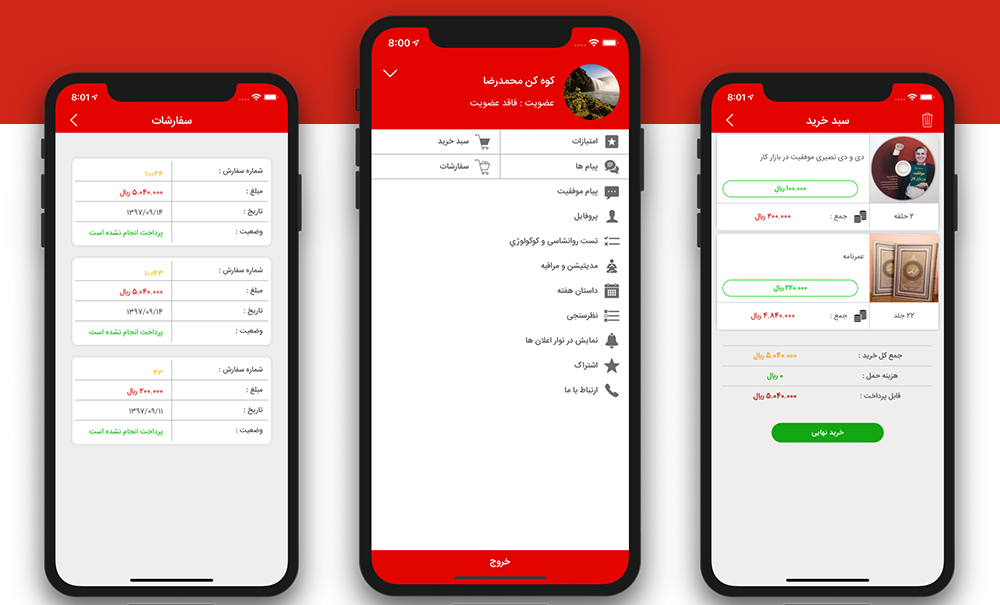 8:01
سفارشات
شماره سفارش :
۱۰۰۴۴
مبلغ :
۵.۰۴۰.۰۰۰ ریال
تاریخ :
۱۳۹۷/۰۹/۱۴
وضعیت :
پرداخت انجام نشده است
شماره سفارش :
۱۰۰۴۳
مبلغ :
۵.۰۴۰.۰۰۰ ریال
تاریخ :
۱۳۹۷/۰۹/۱۴
وضعیت :
پرداخت انجام نشده است
شماره سفارش :
۴۳
مبلغ :
۲۰۰.۰۰۰ ریال
تاریخ :
۱۳۹۷/۰۹/۱۱
وضعیت :
پرداخت انجام نشده است
8:00
کوه کن محمدرضا
عضویت : فاقد عضویت
امتیازات
سبد خرید
پیام ها
سفارشات
پیام موفقیت
پروفایل
تست روانشناسی و کوکولوژي
مدیتیشن و مراقبه
داستان هفته
نظرسنجی
نمایش در نوار اعلان ها
اشتراک
ارتباط با ما
خروج
8:01
سبد خرید
دی و دی تصیری موفقیت در بازار کار
۱۰۰.۰۰۰ ریال
۲ حلقه
جمع :
۲۰۰.۰۰۰ ریال
عمرنامه
۲۲۰.۰۰۰ ریال
۲۲ جلد
جمع :
۴.۸۴۰.۰۰۰ ریال
جمع کل خرید :
۵.۰۴۰.۰۰۰ ریال
هزینه حمل :
۰ ریال
قابل پرداخت :
۵.۰۴۰.۰۰۰ ریال
خرید نهایی